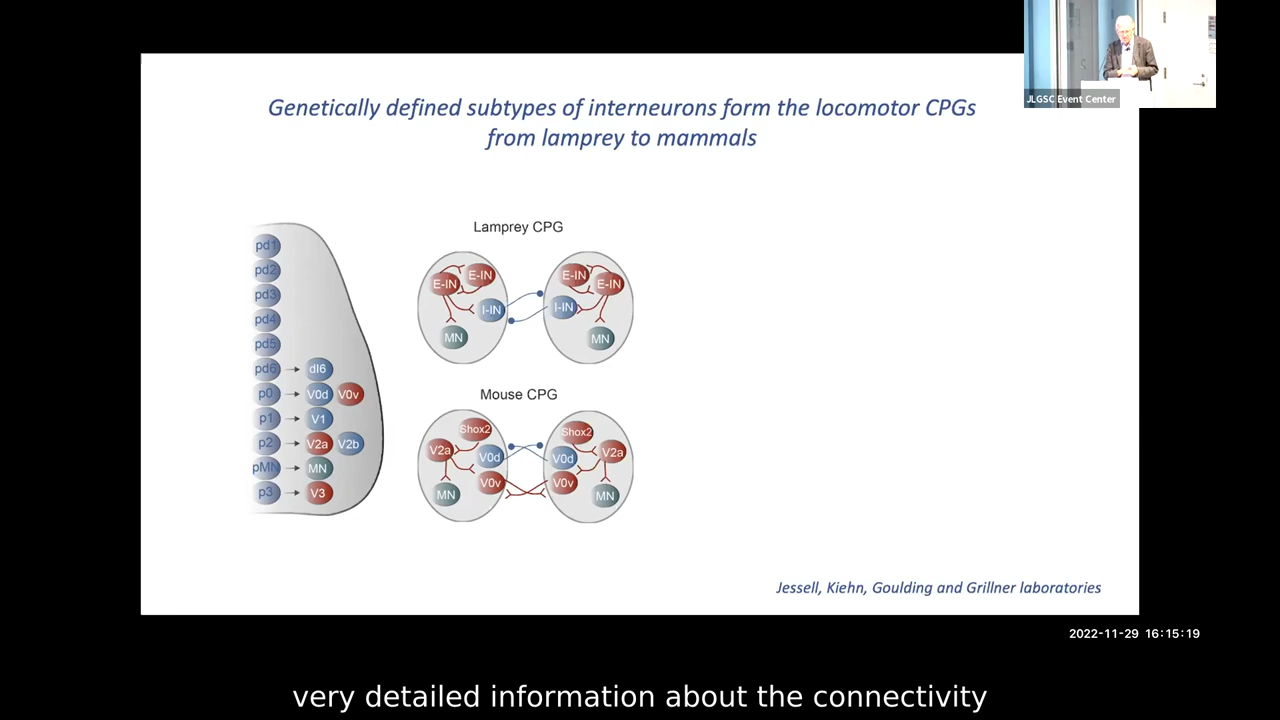 JLGSC Event Center
Genetically defined subtypes of interneurons form the locomotor CPGs
from lamprey to mammals
pd1
pd2
pd3
pd4
pd5
pd6 dI6
p0 V0d V0v
p1 V1
p2 V2a V2b
pMN MN
p3 V3
Lamprey CPG
E-IN E-IN E-IN E-IN
I-IN I-IN
MN MN
Mouse CPG
Shox2 Shox2
V2a V0d V0d V2a
V0v V0v
MN MN
Jessell, Kiehn, Goulding and Grillner laboratories
2022-11-29 16:15:19
very detailed information about the connectivity